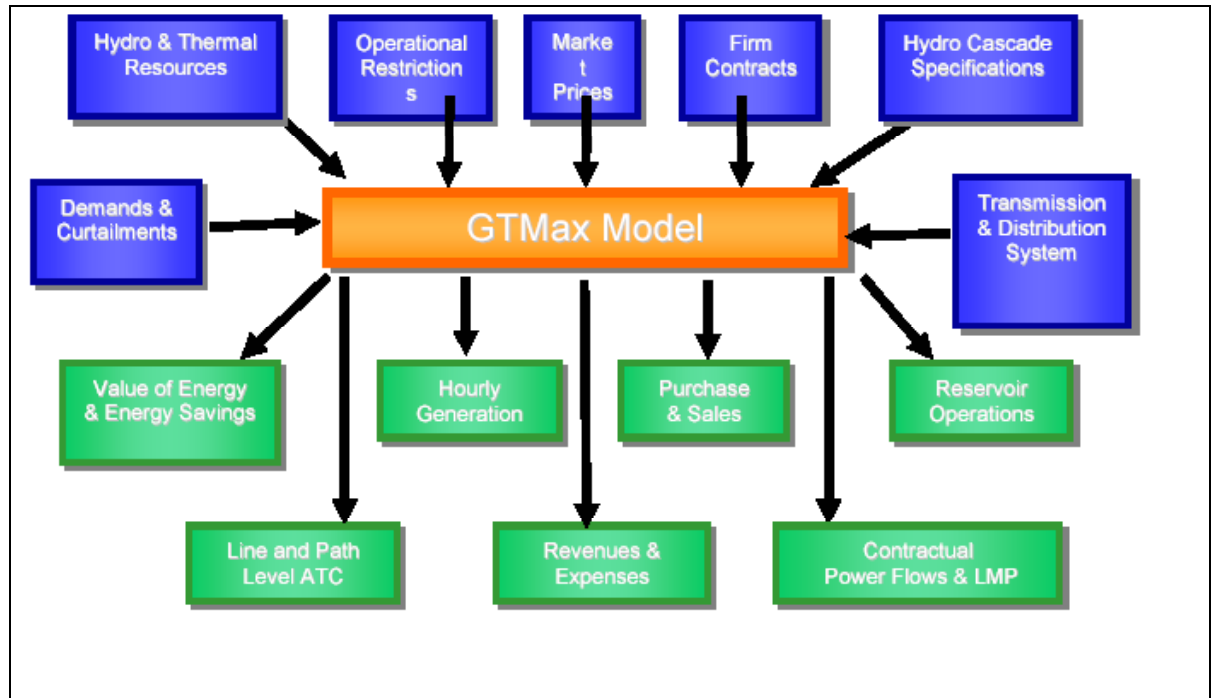 Hydro & Thermal
Resources
Operational
Restriction
s
Marke
t
Prices
Firm
Contracts
Hydro Cascade
Specifications
Demands &
Curtailments
GTMax Model
Transmission
& Distribution
System
Value of Energy
& Energy Savings
Hourly
Generation
Purchase
& Sales
Reservoir
Operations
Line and Path
Level ATC
Revenues &
Expenses
Contractual
Power Flows & LMP